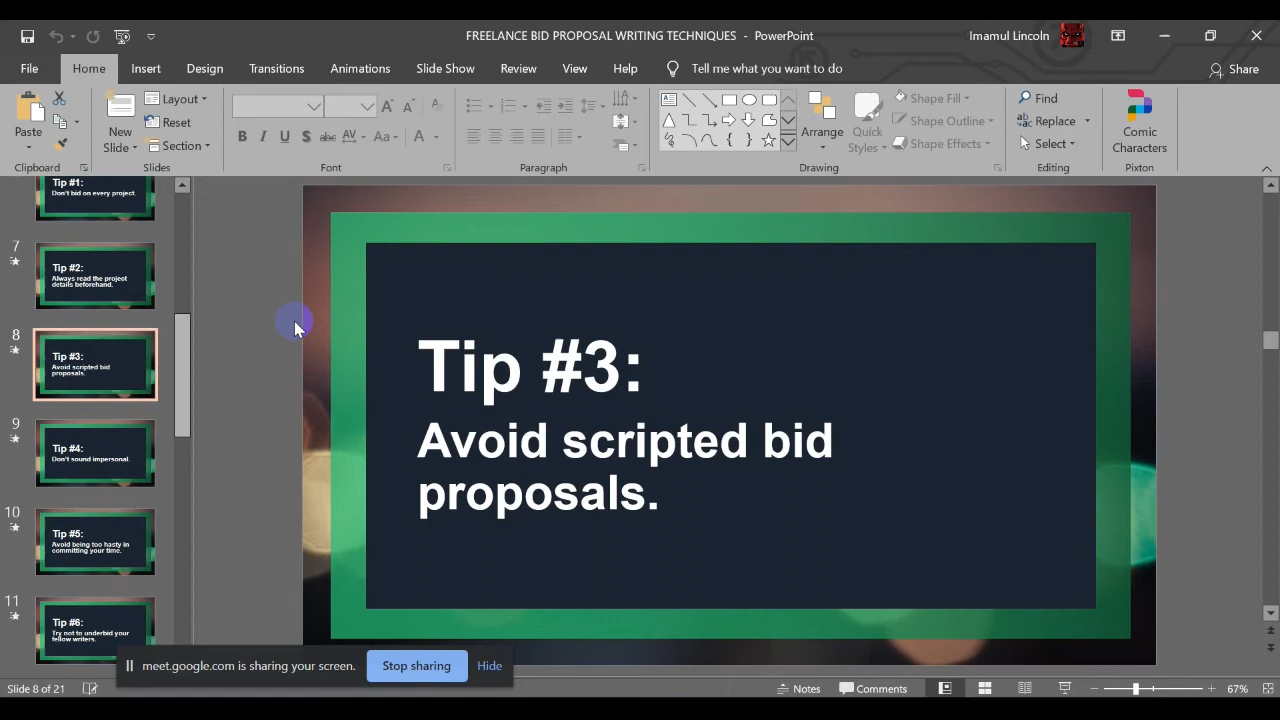 FREELANCE BID PROPOSAL WRITING TECHNIQUES - PowerPoint
Imamul Lincoln
File Home Insert Design Transitions Animations Slide Show Review View Help Tell me what you want to do Share
Paste
New
Slide
Layout
Reset
Section
Arrange
Quick
Styles
Shape Fill
Shape Outline
Shape Effects
Find
Replace
Select
Comic
Characters
Clipboard Slides Font Paragraph Drawing Editing Pixton
Tip #1:
Don't bid on every project.
7
Tip #2:
Always read the project
details beforehand.
8
Tip #3:
Avoid scripted bid
proposals.
9
Tip #4:
Don't sound impersonal.
10
Tip #5:
Avoid being too hasty in
committing your time.
11
Tip #6:
Try not to underbid your
fellow writers.
Tip #3:
Avoid scripted bid
proposals.
meet.google.com is sharing your screen. Stop sharing Hide
Slide 8 of 21 Notes Comments 67%